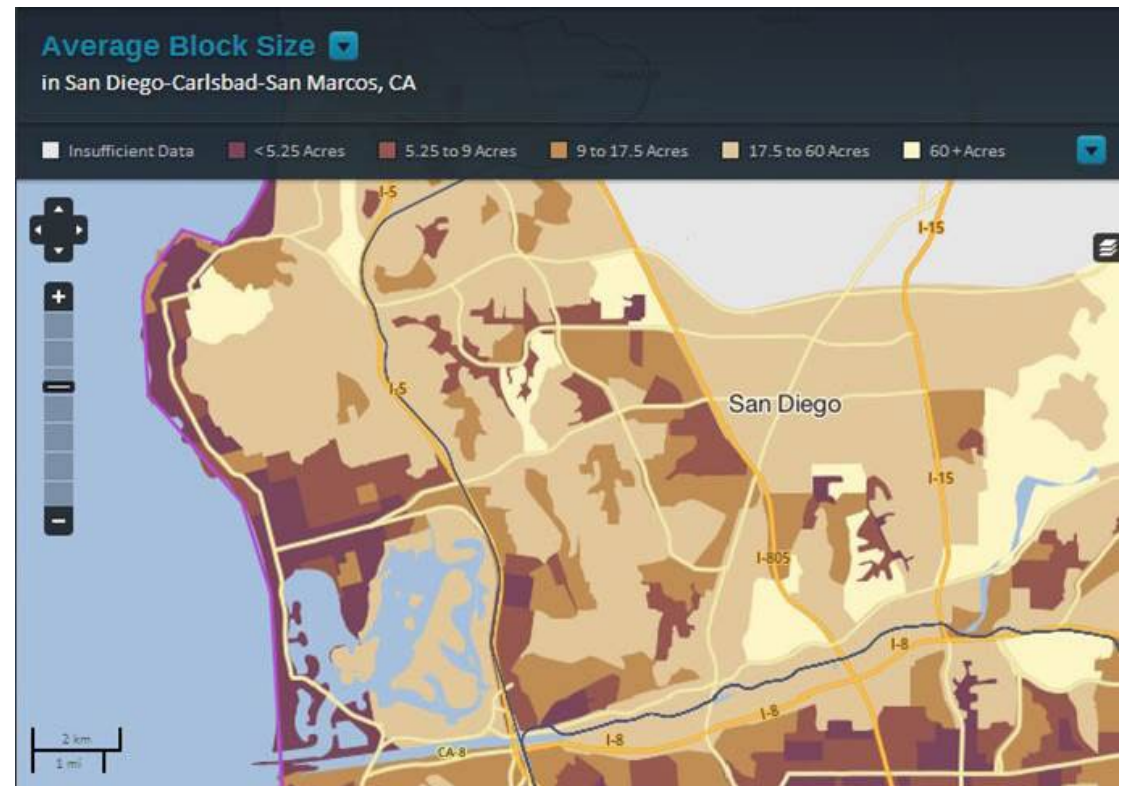 Average Block Size
in San Diego-Carlsbad-San Marcos, CA
Insufficient Data
<5.25 Acres
5.25 to 9 Acres
9 to 17.5 Acres
17.5 to 60 Acres
60+ Acres
I-5
I-15
+
I-5
San Diego
I-15
−
I-805
I-8
I-8
I-8
CA-8
2 km
1 mi